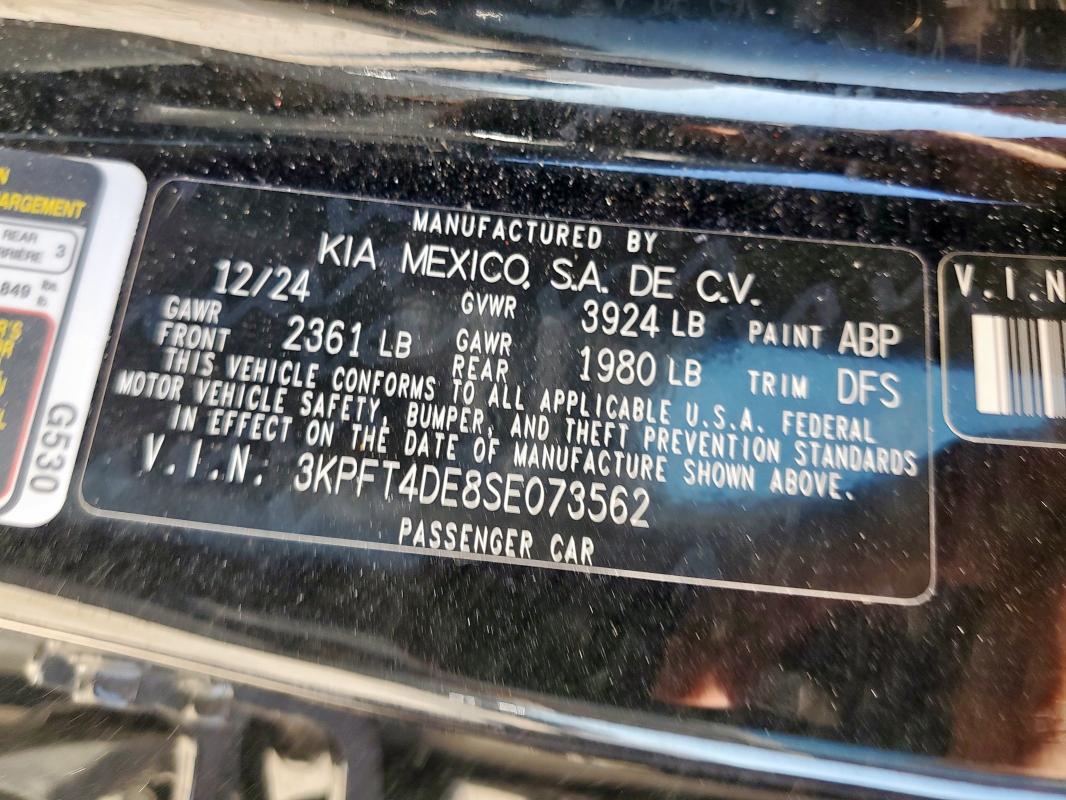 N
ARGEMENT
REAR
RRIÈRE
3
849
lbs
lb
G530
MANUFACTURED BY
KIA MEXICO, S.A. DE C.V.
12/24 GVWR 3924 LB PAINT ABP
GAWR
FRONT 2361 LB GAWR
REAR 1980 LB TRIM DFS
THIS VEHICLE CONFORMS TO ALL APPLICABLE U.S.A. FEDERAL
MOTOR VEHICLE SAFETY, BUMPER, AND THEFT PREVENTION STANDARDS
IN EFFECT ON THE DATE OF MANUFACTURE SHOWN ABOVE.
V.I.N. 3KPFT4DE8SE073562
PASSENGER CAR
V.I.N